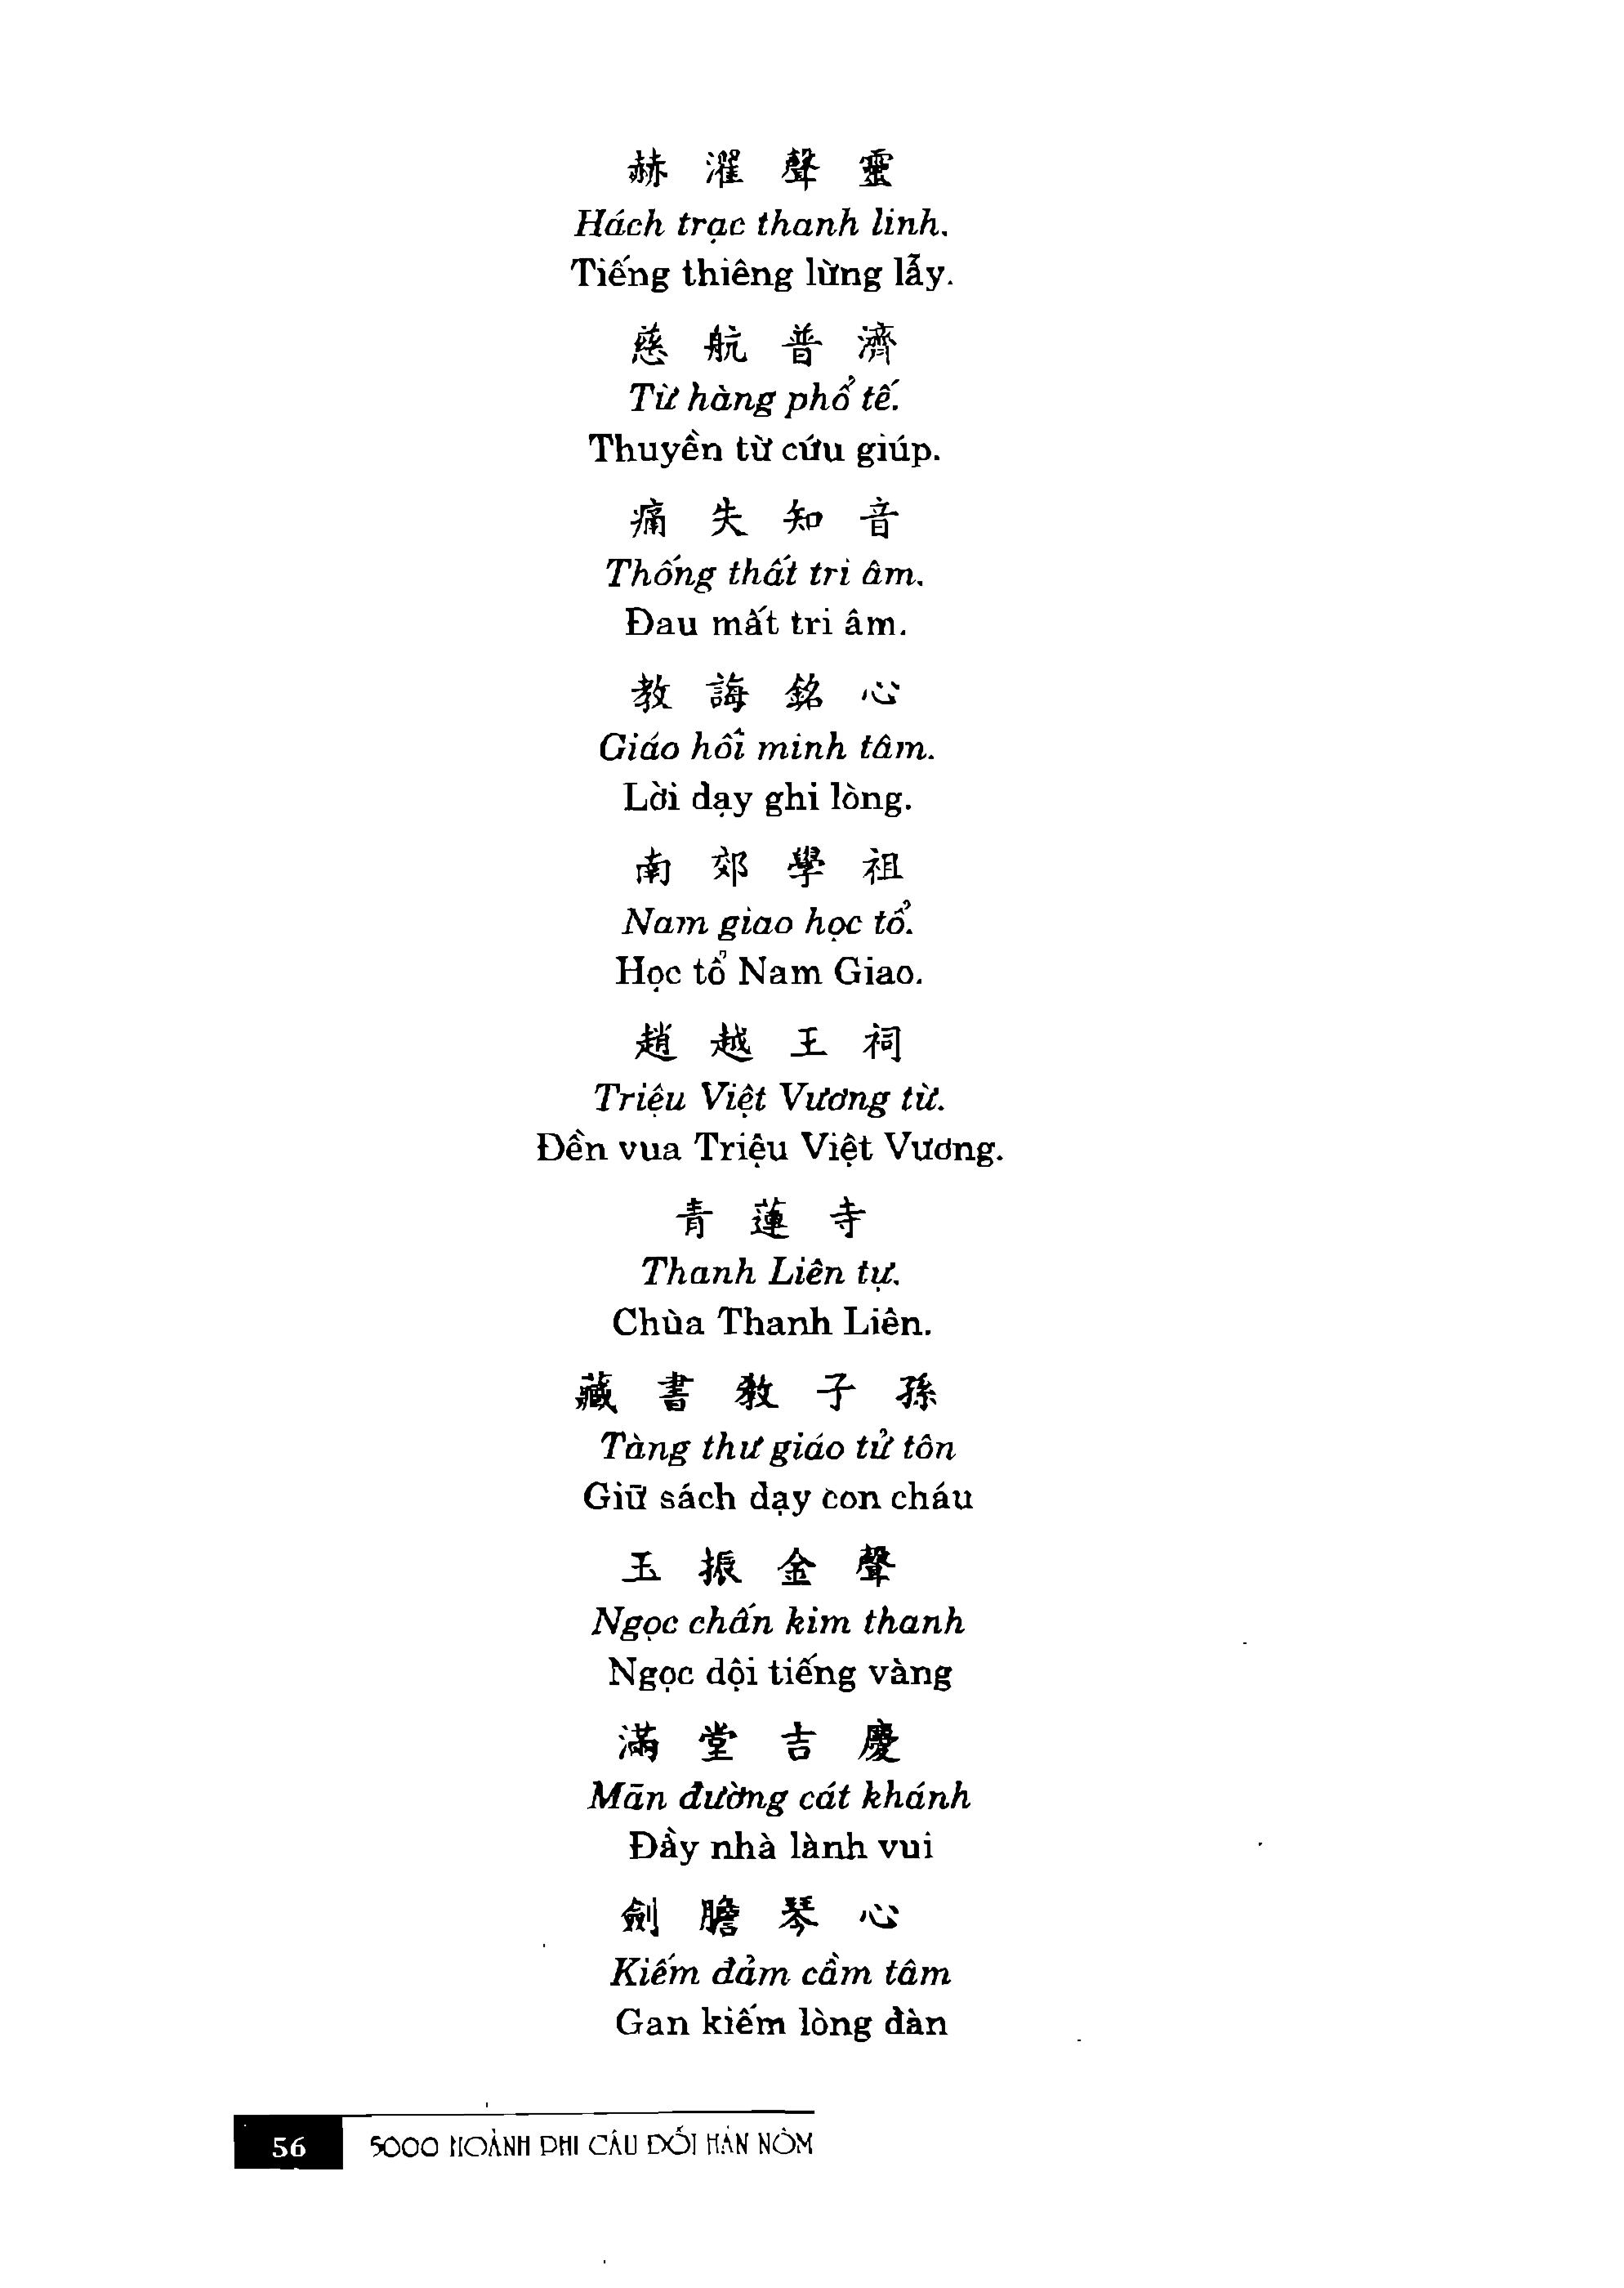 赫 濯 聲 靈
Hách trạc thanh linh.
Tiếng thiêng lừng lẫy.
慈 航 普 濟
Từ hàng phổ tế.
Thuyền từ cứu giúp.
痛 失 知 音
Thống thất tri âm.
Đau mất tri âm.
教 誨 銘 心
Giáo hối minh tâm.
Lời dạy ghi lòng.
南 郊 學 祖
Nam giao học tổ.
Học tổ Nam Giao.
趙 越 王 祠
Triệu Việt Vương từ.
Đền vua Triệu Việt Vương.
青 蓮 寺
Thanh Liên tự.
Chùa Thanh Liên.
藏 書 教 子 孫
Tàng thư giáo tử tôn
Giữ sách dạy con cháu
玉 振 金 聲
Ngọc chấn kim thanh
Ngọc dội tiếng vàng
滿 堂 吉 慶
Mãn đường cát khánh
Đầy nhà lành vui
劍 膽 琴 心
Kiếm đảm cầm tâm
Gan kiếm lòng đàn
56 5000 HOÀNH PHI CÂU ĐỐI HÁN NÔM